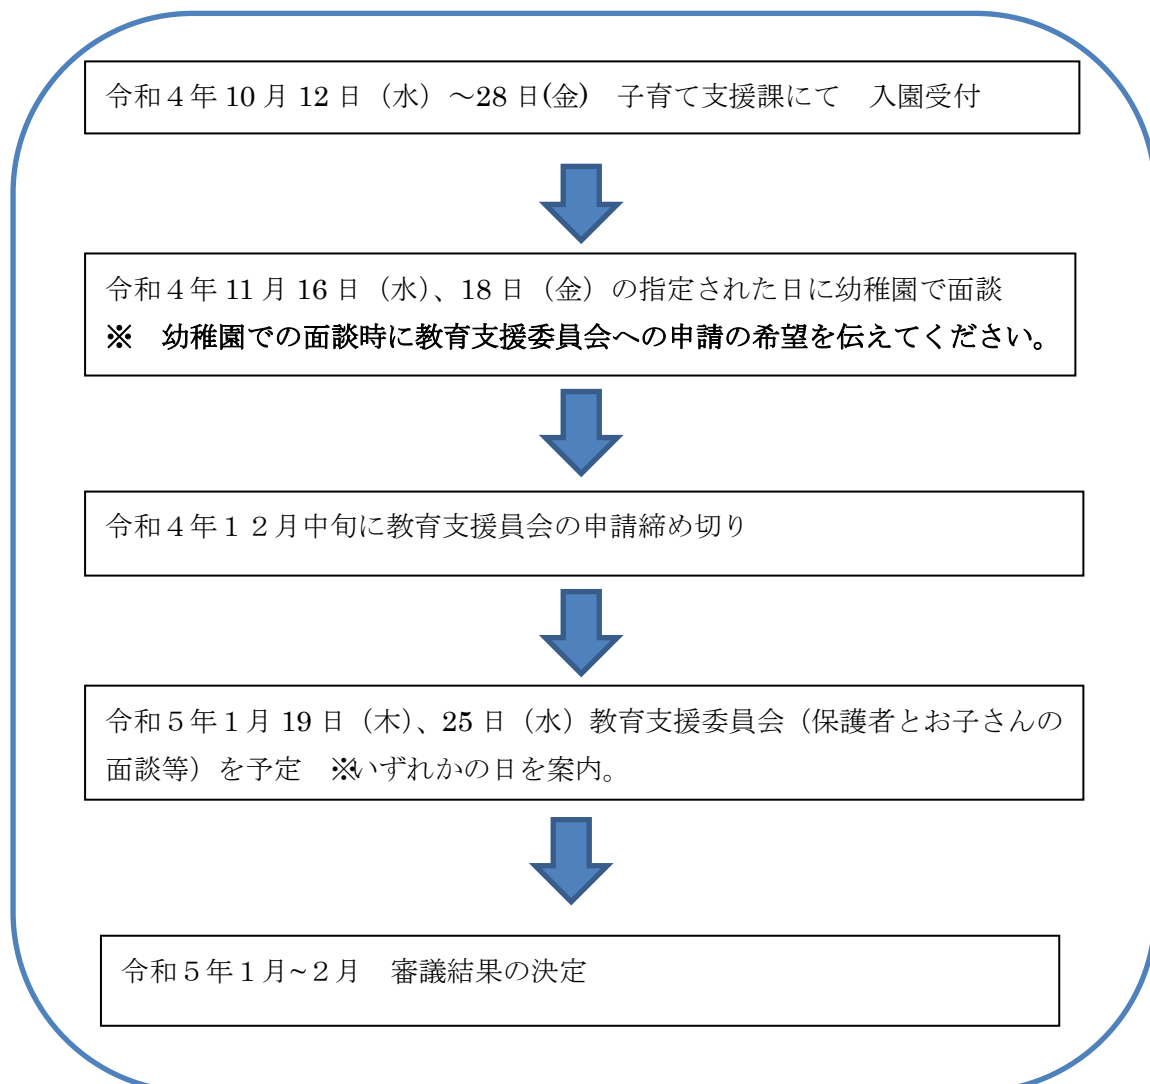 令和４年 10 月 12 日（水）～28 日(金)　子育て支援課にて　入園受付
令和４年 11 月 16 日（水）、18 日（金）の指定された日に幼稚園で面談
※　幼稚園での面談時に教育支援委員会への申請の希望を伝えてください。
令和４年１２月中旬に教育支援員会の申請締め切り
令和５年１月 19 日（木）、25 日（水）教育支援委員会（保護者とお子さんの
面談等）を予定　※いずれかの日を案内。
令和５年１月~２月　審議結果の決定